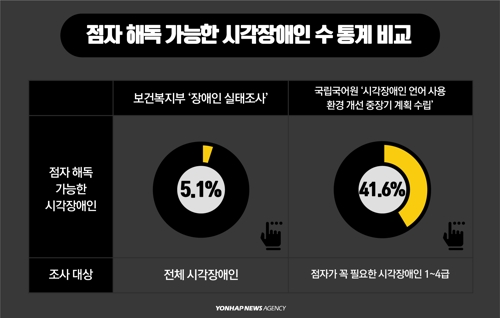 점자 해독 가능한 시각장애인 수 통계 비교
보건복지부 '장애인 실태조사'
국립국어원 '시각장애인 언어 사용
환경 개선 중장기 계획 수립'
점자 해독
가능한
시각장애인
5.1%
41.6%
조사 대상
전체 시각장애인
점자가 꼭 필요한 시각장애인 1~4급
YONHAP NEWS AGENCY